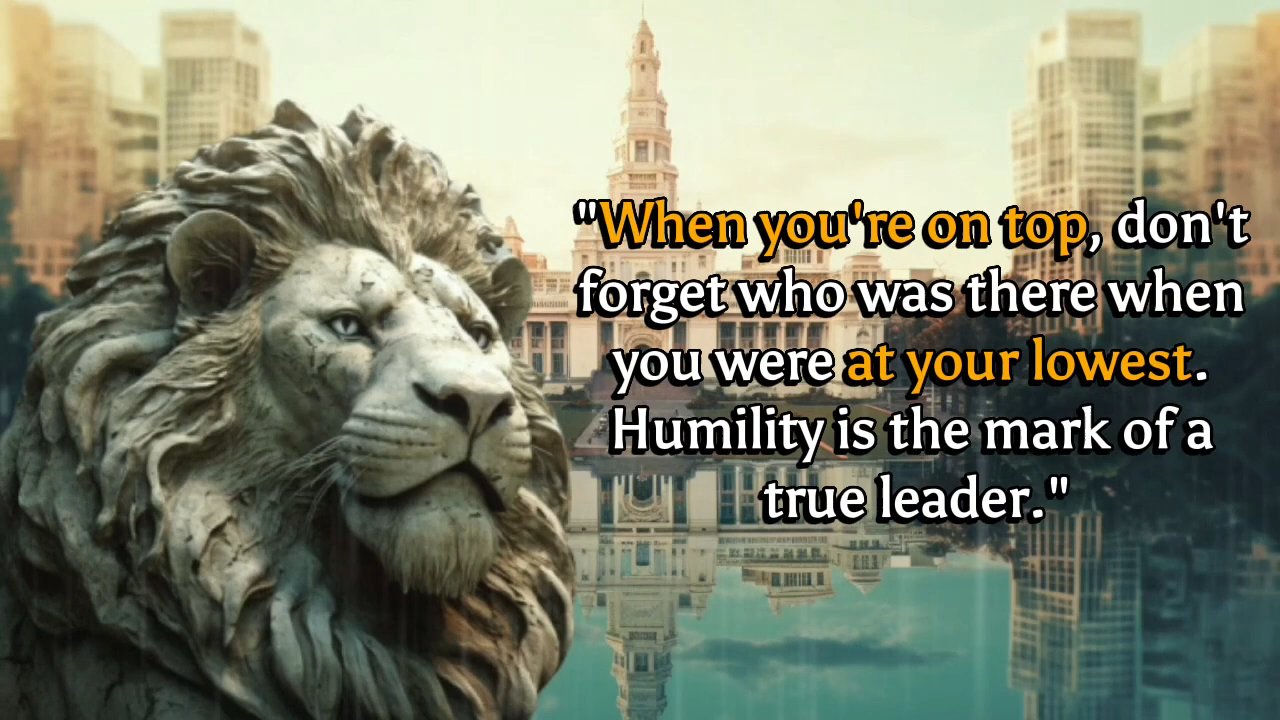 "When you're on top, don't
forget who was there when
you were at your lowest.
Humility is the mark of a
true leader."